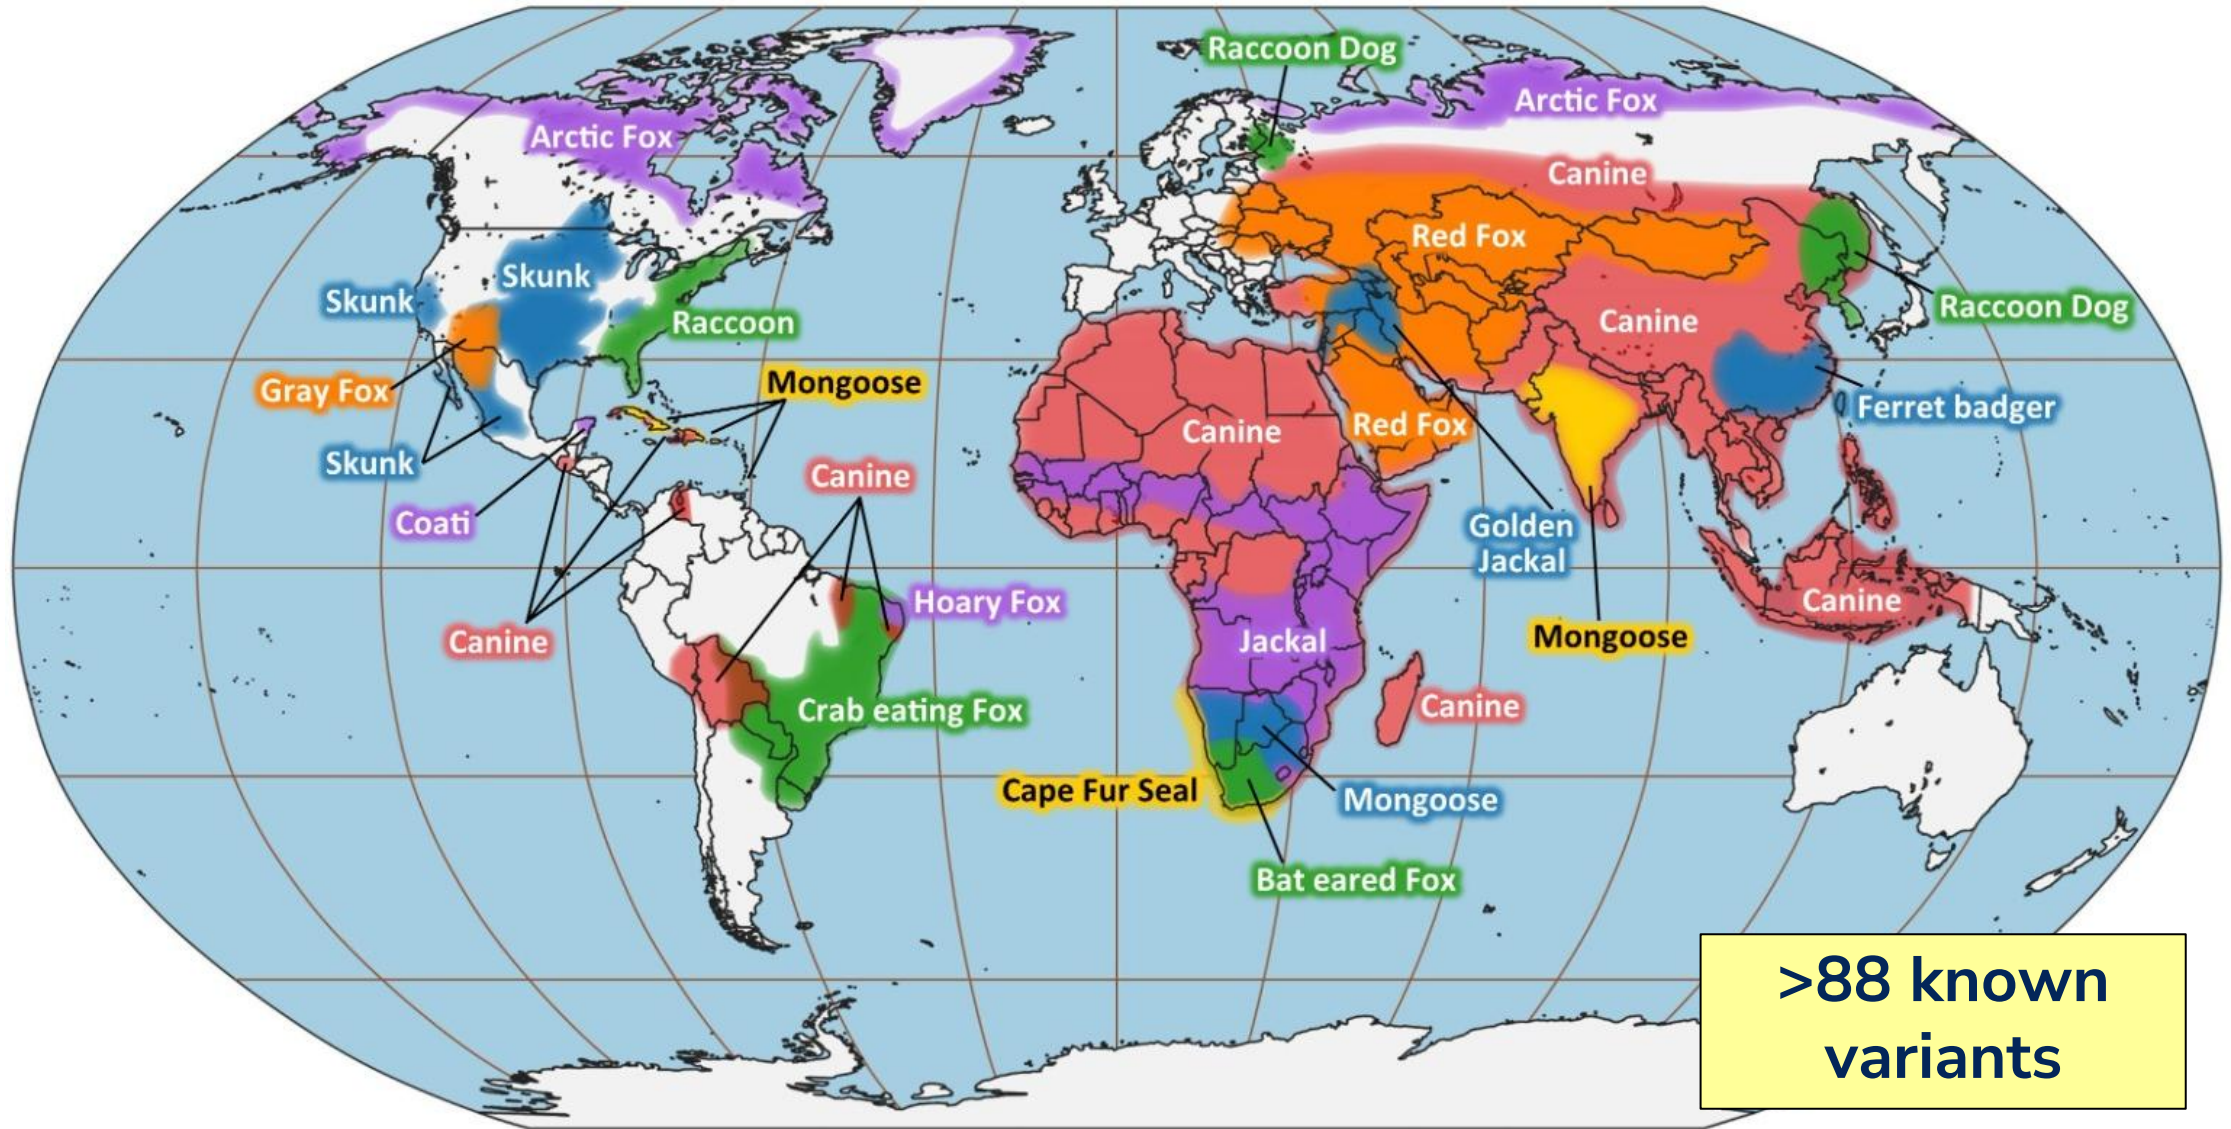 Raccoon Dog
Arctic Fox
Arctic Fox
Canine
Red Fox
Skunk
Skunk
Raccoon
Canine
Raccoon Dog
Gray Fox
Mongoose
Ferret badger
Canine
Red Fox
Skunk
Canine
Coati
Golden
Jackal
Hoary Fox
Canine
Canine
Mongoose
Jackal
Crab eating Fox
Canine
Cape Fur Seal
Mongoose
Bat eared Fox
>88 known
variants